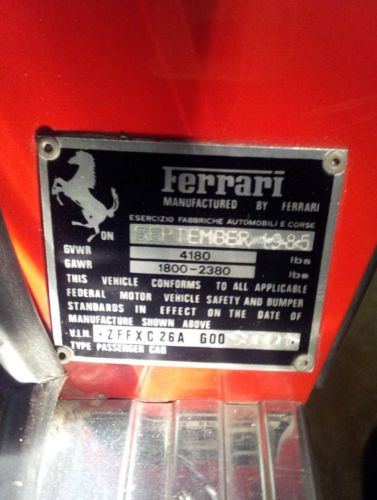 Ferrari
MANUFACTURED BY FERRARI
ESERCIZIO FABBRICHE AUTOMOBILI E CORSE
ON SEPTEMBER 1985
GVWR 4180 lbs
GAWR 1800-2380 lbs
THIS VEHICLE CONFORMS TO ALL APPLICABLE
FEDERAL MOTOR VEHICLE SAFETY AND BUMPER
STANDARDS IN EFFECT ON THE DATE OF
MANUFACTURE SHOWN ABOVE
V.I.N. ZFFXC26A G00
TYPE PASSENGER CAR